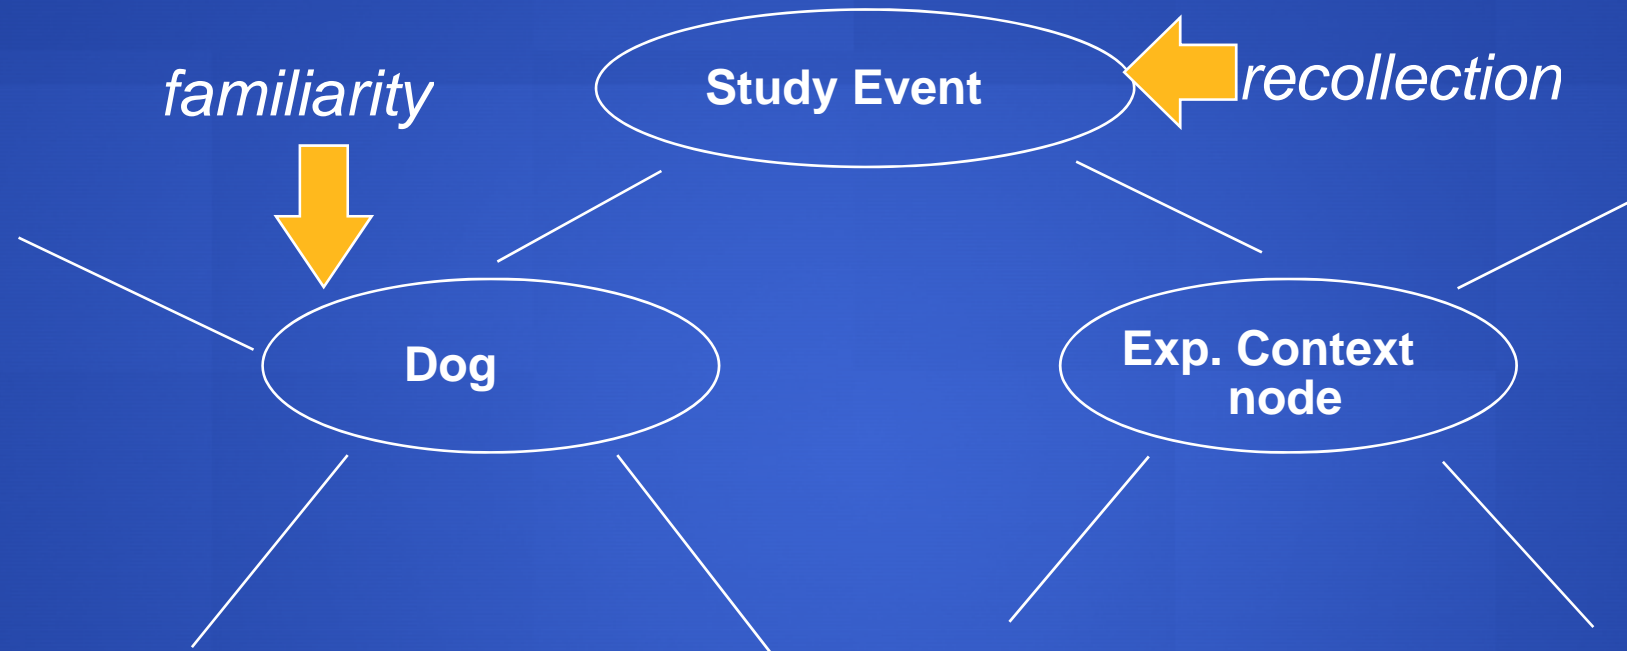 familiarity
Study Event
recollection
Dog
Exp. Context
node